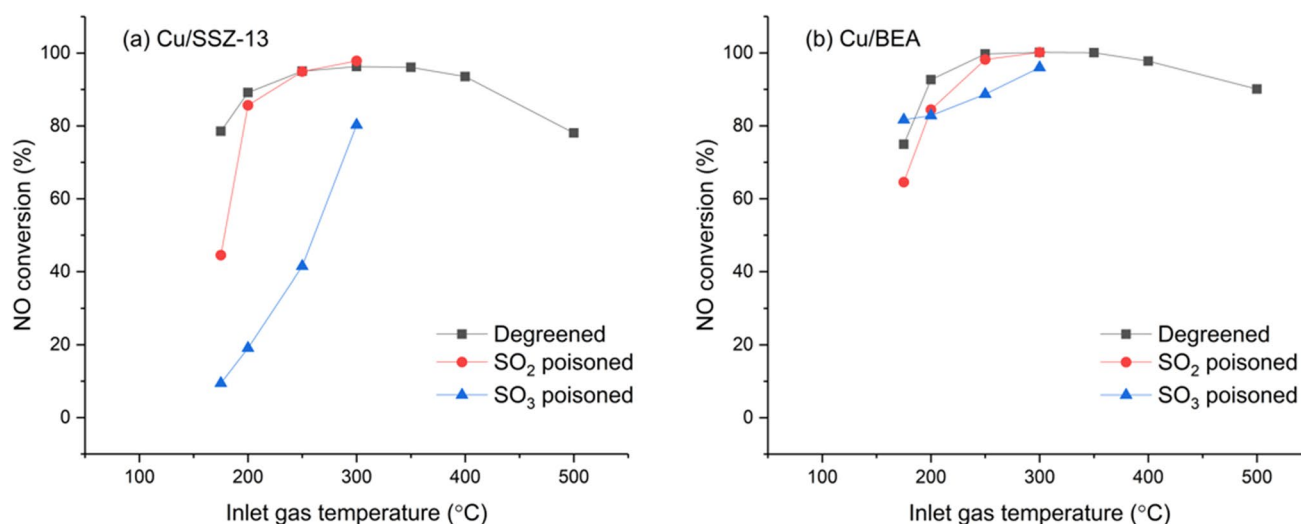 (a) Cu/SSZ-13
100
80
60
40
20
0
NO conversion (%)
Degreened
SO₂ poisoned
SO₃ poisoned
100 200 300 400 500
Inlet gas temperature (°C)
(b) Cu/BEA
100
80
60
40
20
0
NO conversion (%)
Degreened
SO₂ poisoned
SO₃ poisoned
100 200 300 400 500
Inlet gas temperature (°C)